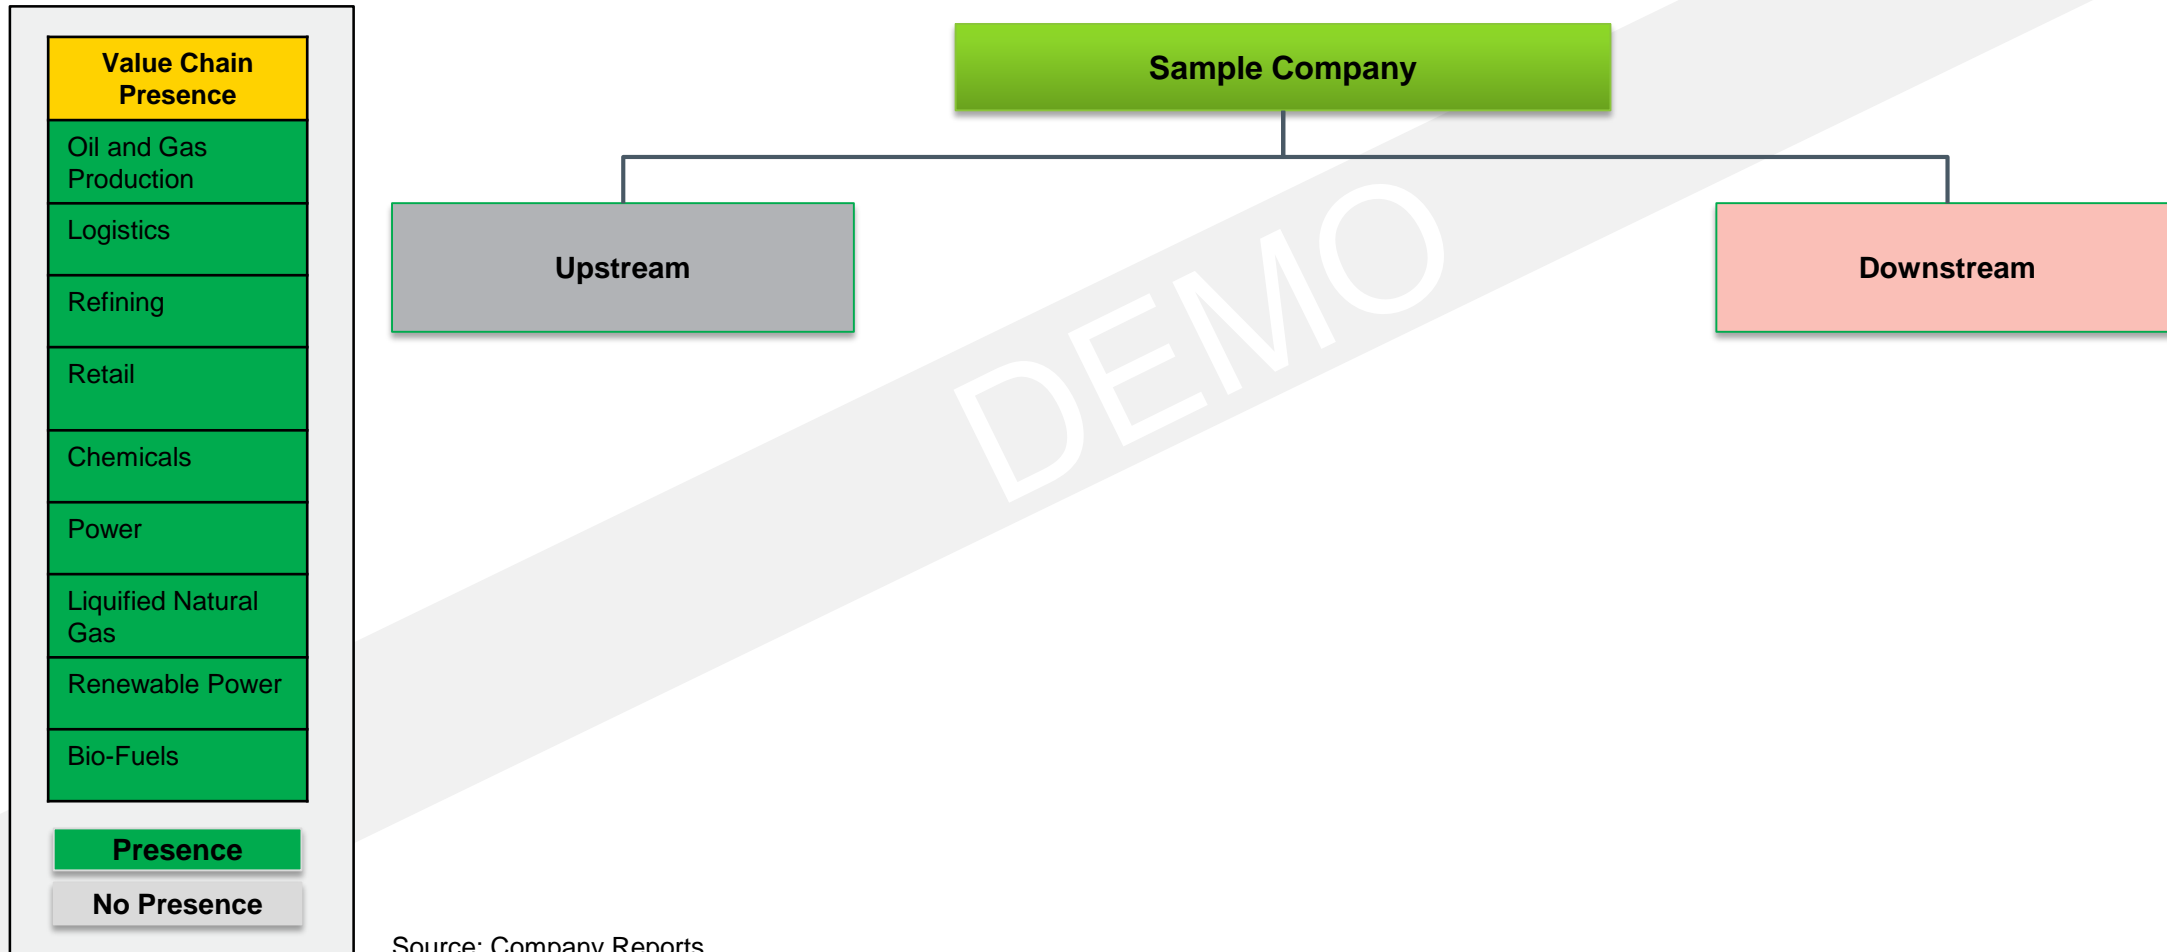 Value Chain
Presence
Oil and Gas
Production
Logistics
Refining
Retail
Chemicals
Power
Liquified Natural
Gas
Renewable Power
Bio-Fuels
Presence
No Presence
Sample Company
Upstream
Downstream
DEMO
Source: Company Reports